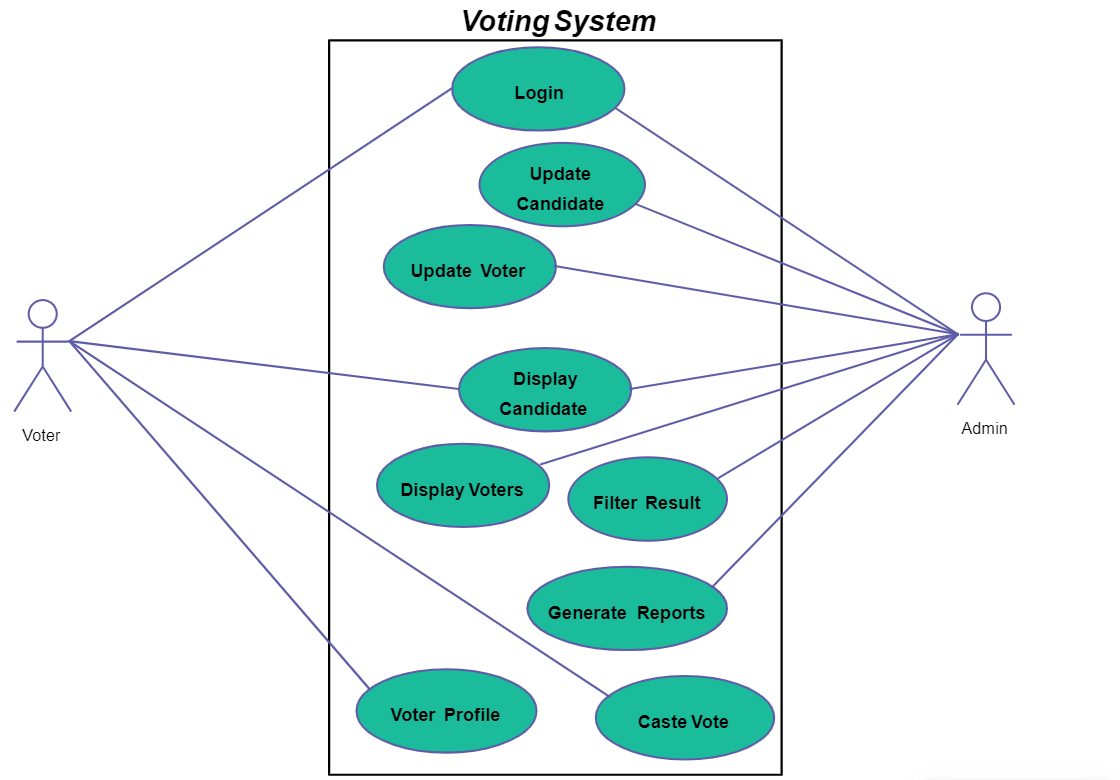 Voting System
Login
Update
Candidate
Update Voter
Display
Candidate
Voter
Admin
Display Voters
Filter Result
Generate Reports
Voter Profile
Caste Vote